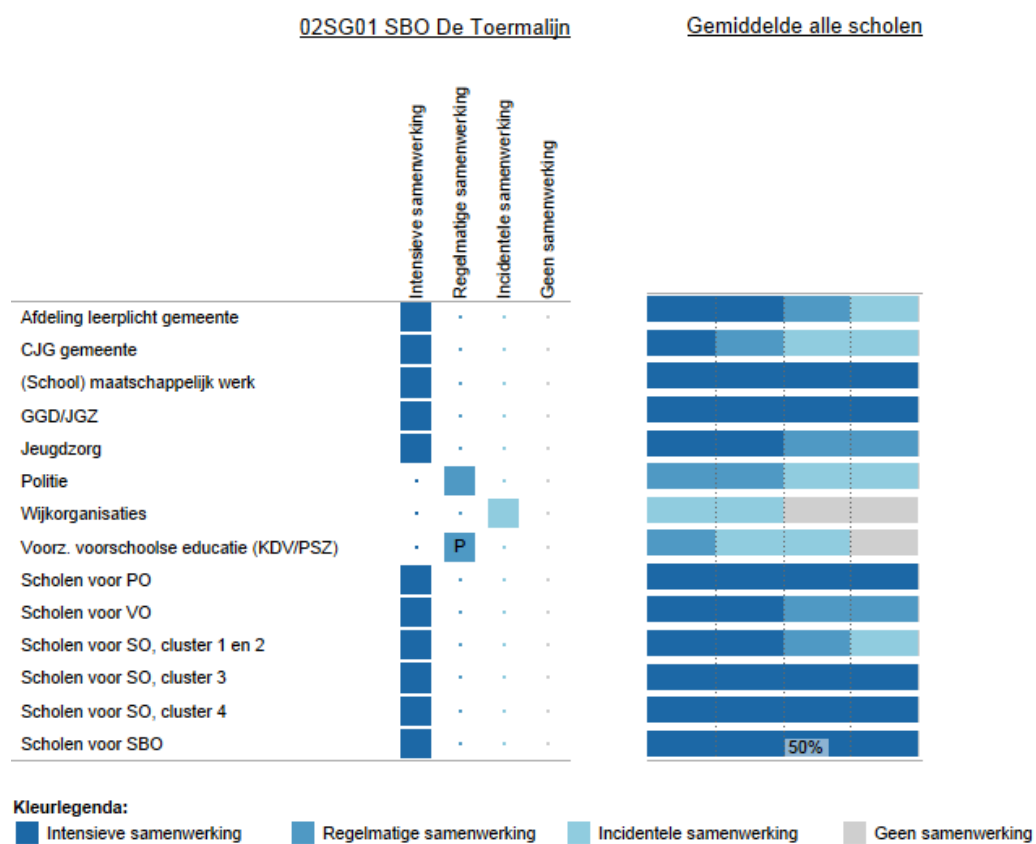 02SG01 SBO De Toermalijn
Gemiddelde alle scholen
Intensieve samenwerking
Regelmatige samenwerking
Incidentele samenwerking
Geen samenwerking
Afdeling leerplicht gemeente
CJG gemeente
(School) maatschappelijk werk
GGD/JGZ
Jeugdzorg
Politie
Wijkorganisaties
Voorz. voorschoolse educatie (KDV/PSZ)
P
Scholen voor PO
Scholen voor VO
Scholen voor SO, cluster 1 en 2
Scholen voor SO, cluster 3
Scholen voor SO, cluster 4
Scholen voor SBO
50%
Kleurlegenda:
Intensieve samenwerking
Regelmatige samenwerking
Incidentele samenwerking
Geen samenwerking